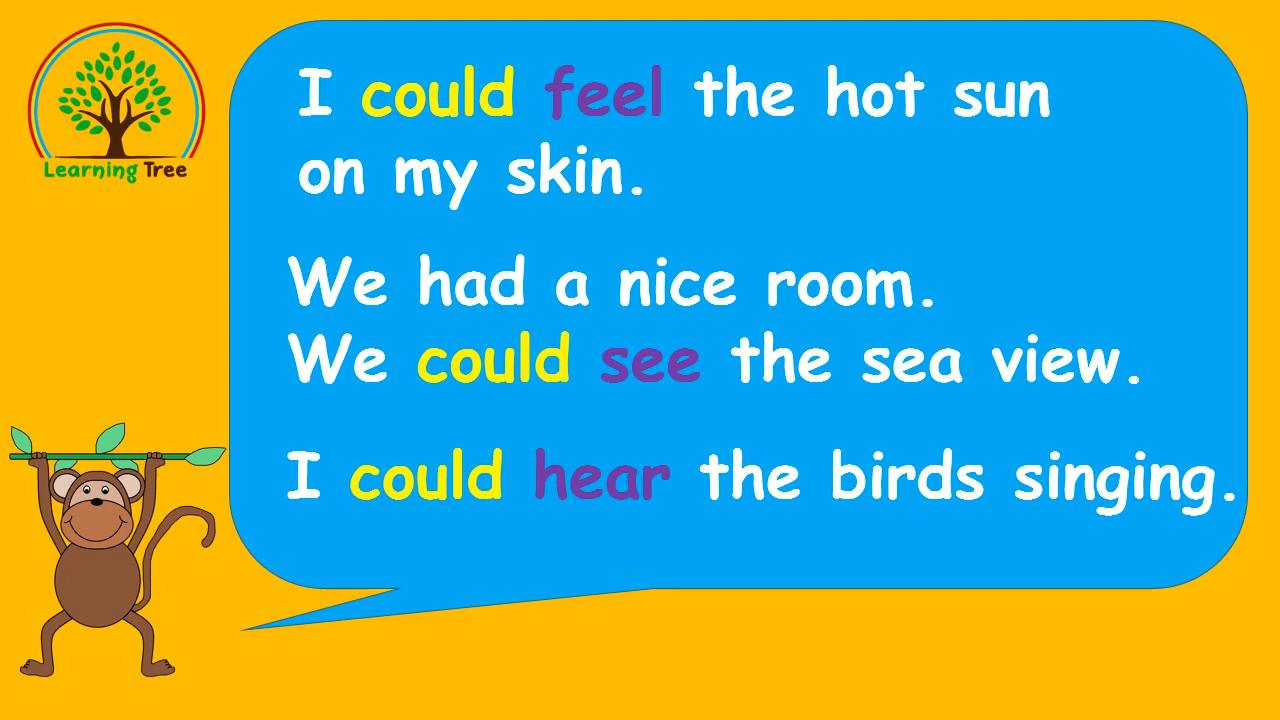 Learning Tree
I could feel the hot sun
on my skin.
We had a nice room.
We could see the sea view.
I could hear the birds singing.